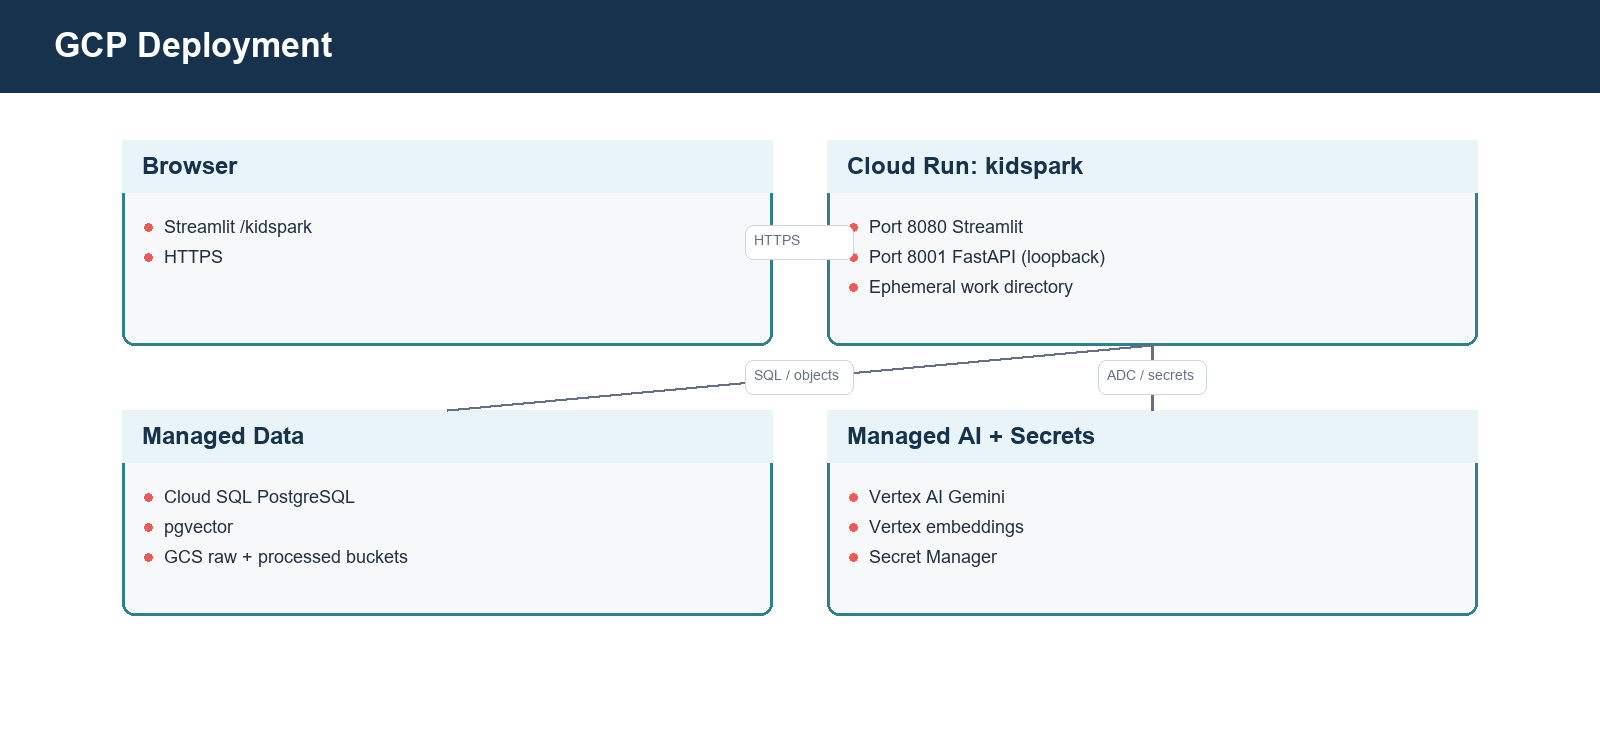 GCP Deployment
Browser
Streamlit /kidspark
HTTPS
HTTPS
Cloud Run: kidspark
Port 8080 Streamlit
Port 8001 FastAPI (loopback)
Ephemeral work directory
SQL / objects
ADC / secrets
Managed Data
Cloud SQL PostgreSQL
pgvector
GCS raw + processed buckets
Managed AI + Secrets
Vertex AI Gemini
Vertex embeddings
Secret Manager